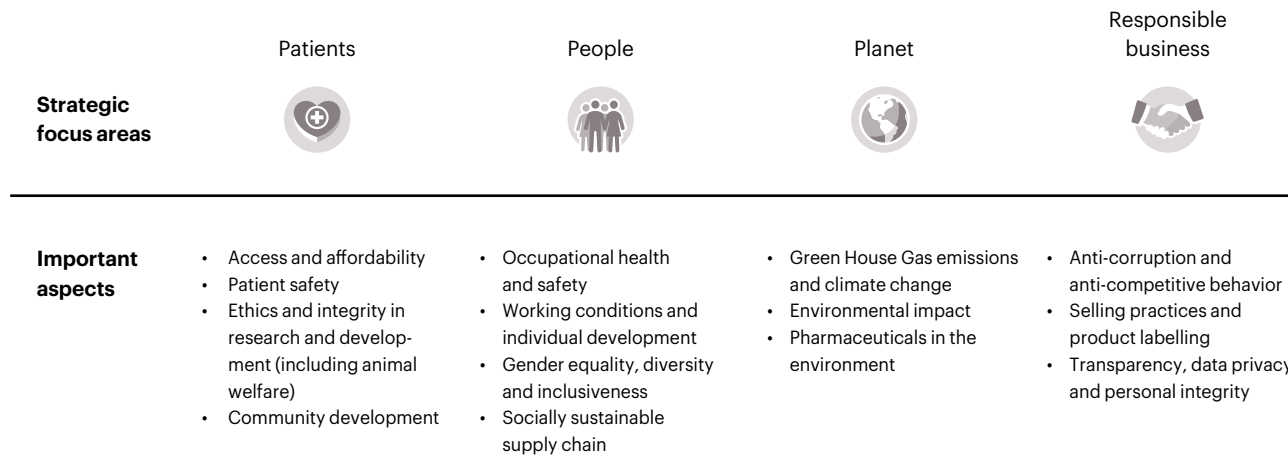 Patients
People
Planet
Responsible
business
Strategic
focus areas
Important
aspects
• Access and affordability
• Patient safety
• Ethics and integrity in
research and develop-
ment (including animal
welfare)
• Community development
• Occupational health
and safety
• Working conditions and
individual development
• Gender equality, diversity
and inclusiveness
• Socially sustainable
supply chain
• Green House Gas emissions
and climate change
• Environmental impact
• Pharmaceuticals in the
environment
• Anti-corruption and
anti-competitive behavior
• Selling practices and
product labelling
• Transparency, data privacy
and personal integrity